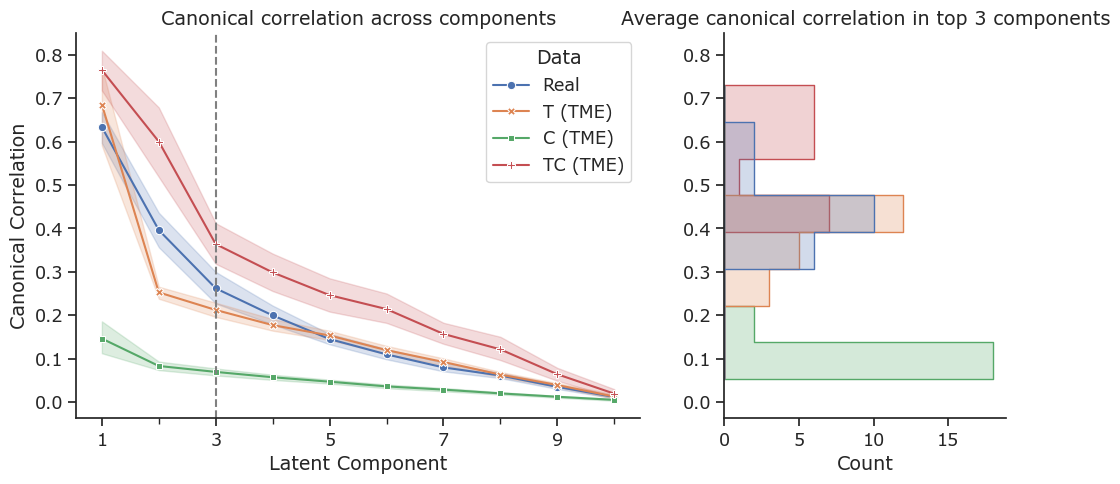 Canonical correlation across components
Average canonical correlation in top 3 components
Data
Real
T (TME)
C (TME)
TC (TME)
Canonical Correlation
0.8
0.7
0.6
0.5
0.4
0.3
0.2
0.1
0.0
1
3
5
7
9
Latent Component
0.8
0.7
0.6
0.5
0.4
0.3
0.2
0.1
0.0
0
5
10
15
Count